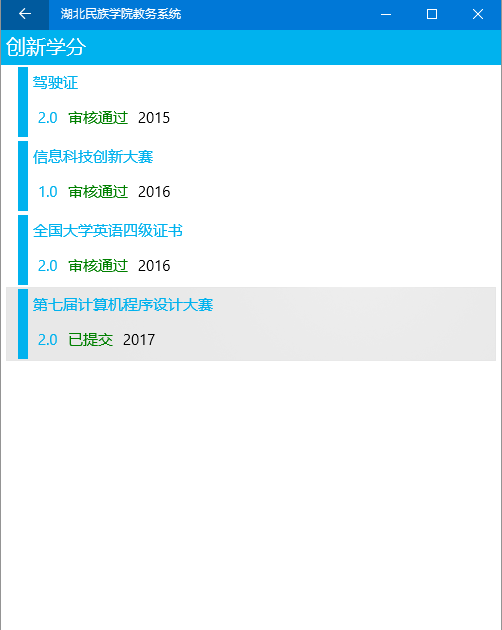 湖北民族学院教务系统
创新学分
驾驶证
2.0 审核通过 2015
信息科技创新大赛
1.0 审核通过 2016
全国大学英语四级证书
2.0 审核通过 2016
第七届计算机程序设计大赛
2.0 已提交 2017